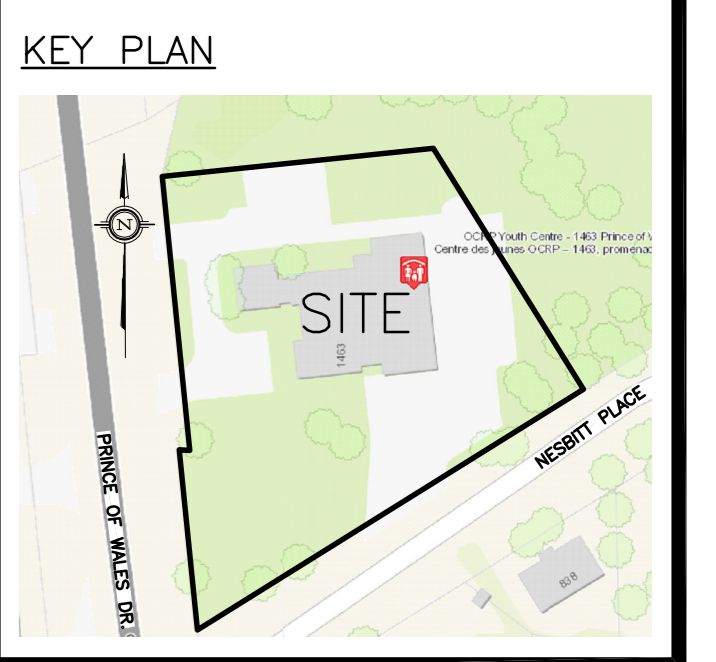 KEY PLAN
N
OCRP Youth Centre - 1463 Prince of
Centre des jeunes OCRP – 1463, promenad
SITE
1463
NESBITT PLACE
PRINCE OF WALES DR.
838